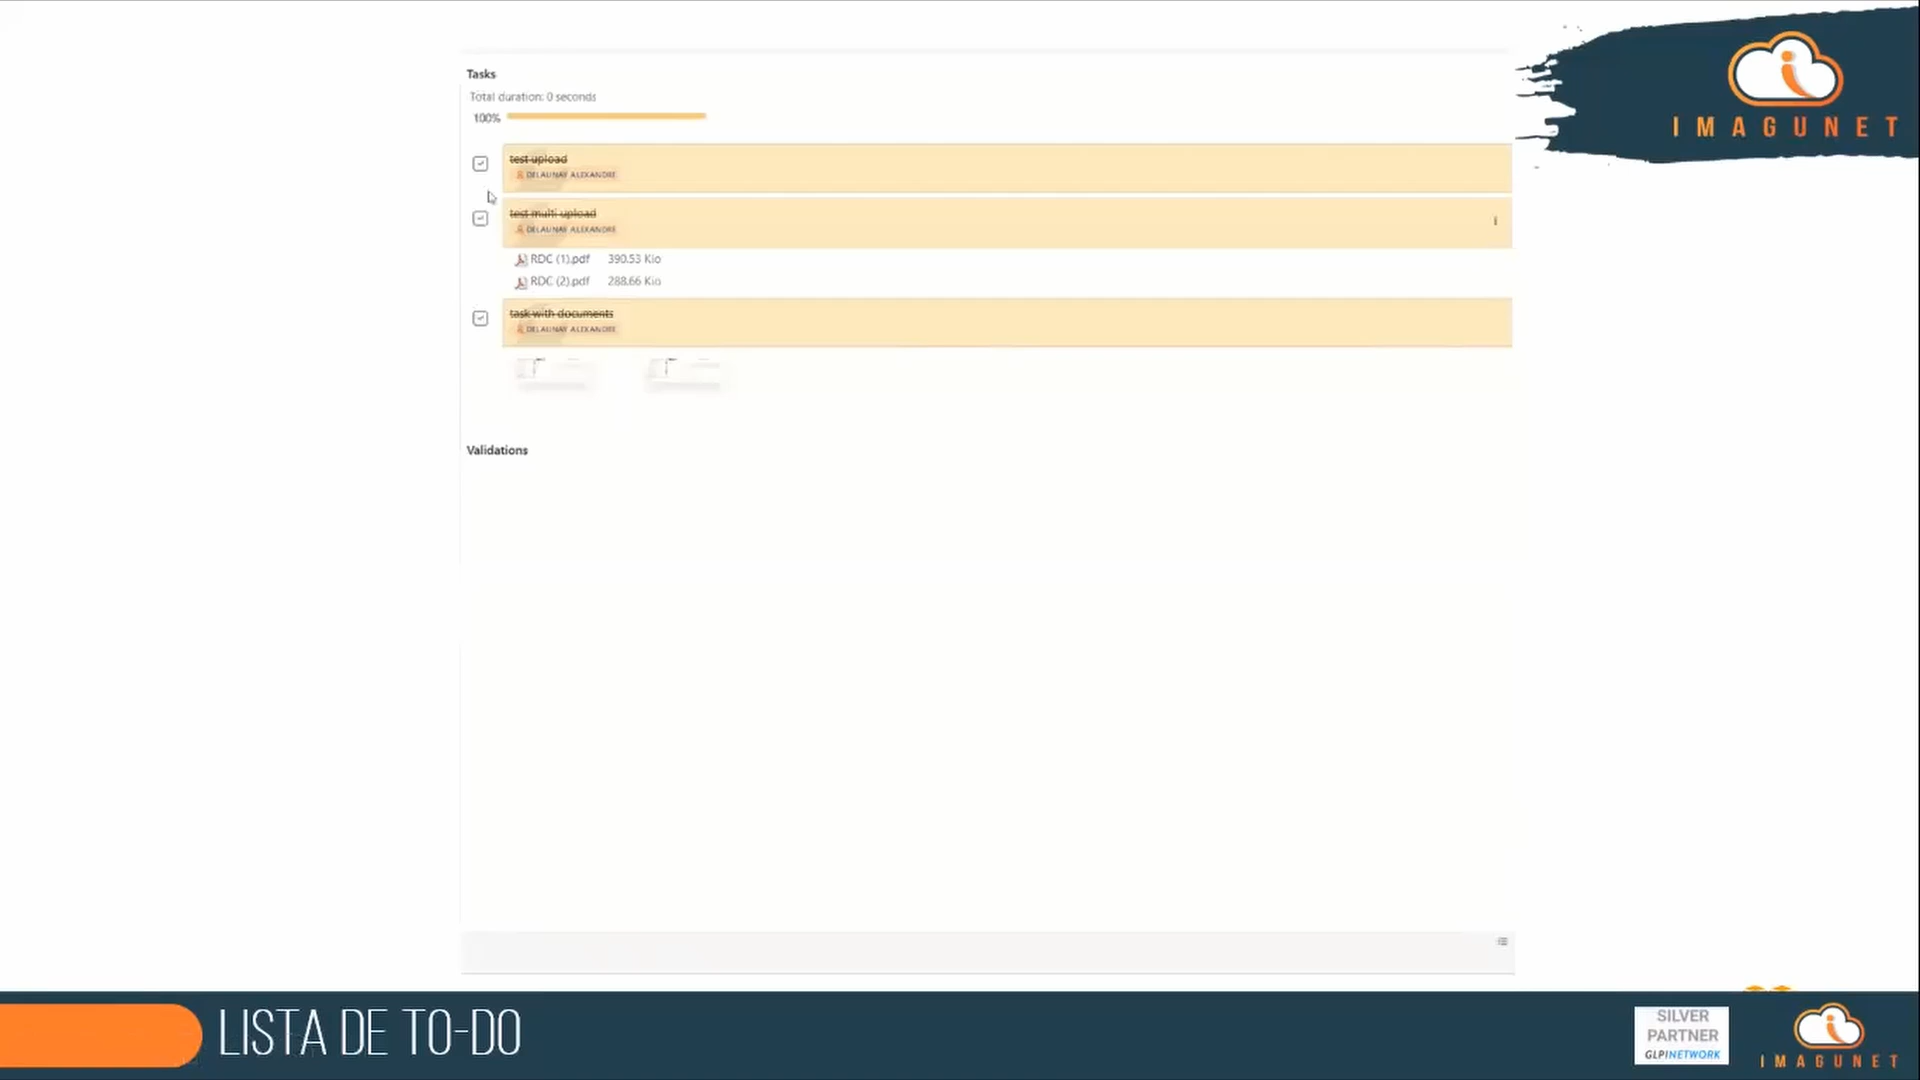 Tasks
Total duration: 0 seconds
100%
test upload
DELAUNAY ALEXANDRE
test multi upload
DELAUNAY ALEXANDRE
RDC (1).pdf 390.53 Kio
RDC (2).pdf 288.66 Kio
task with documents
DELAUNAY ALEXANDRE
Validations
IMAGUNET
LISTA DE TO-DO
SILVER
PARTNER
GLPINETWORK
IMAGUNET